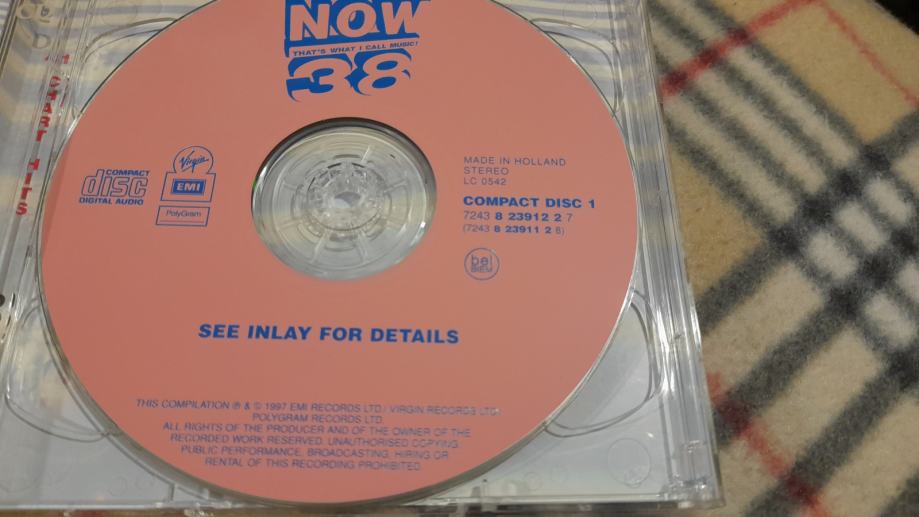 NOW
THAT'S WHAT I CALL MUSIC!
38
COMPACT
disc
DIGITAL AUDIO
Virgin
EMI
PolyGram
MADE IN HOLLAND
STEREO
LC 0542
COMPACT DISC 1
7243 8 23912 2 7
(7243 8 23911 2 8)
bel
BIEM
SEE INLAY FOR DETAILS
THIS COMPILATION ℗ & © 1997 EMI RECORDS LTD./ VIRGIN RECORDS LTD./
POLYGRAM RECORDS LTD.
ALL RIGHTS OF THE PRODUCER AND OF THE OWNER OF THE
RECORDED WORK RESERVED. UNAUTHORISED COPYING,
PUBLIC PERFORMANCE, BROADCASTING, HIRING OR
RENTAL OF THIS RECORDING PROHIBITED.